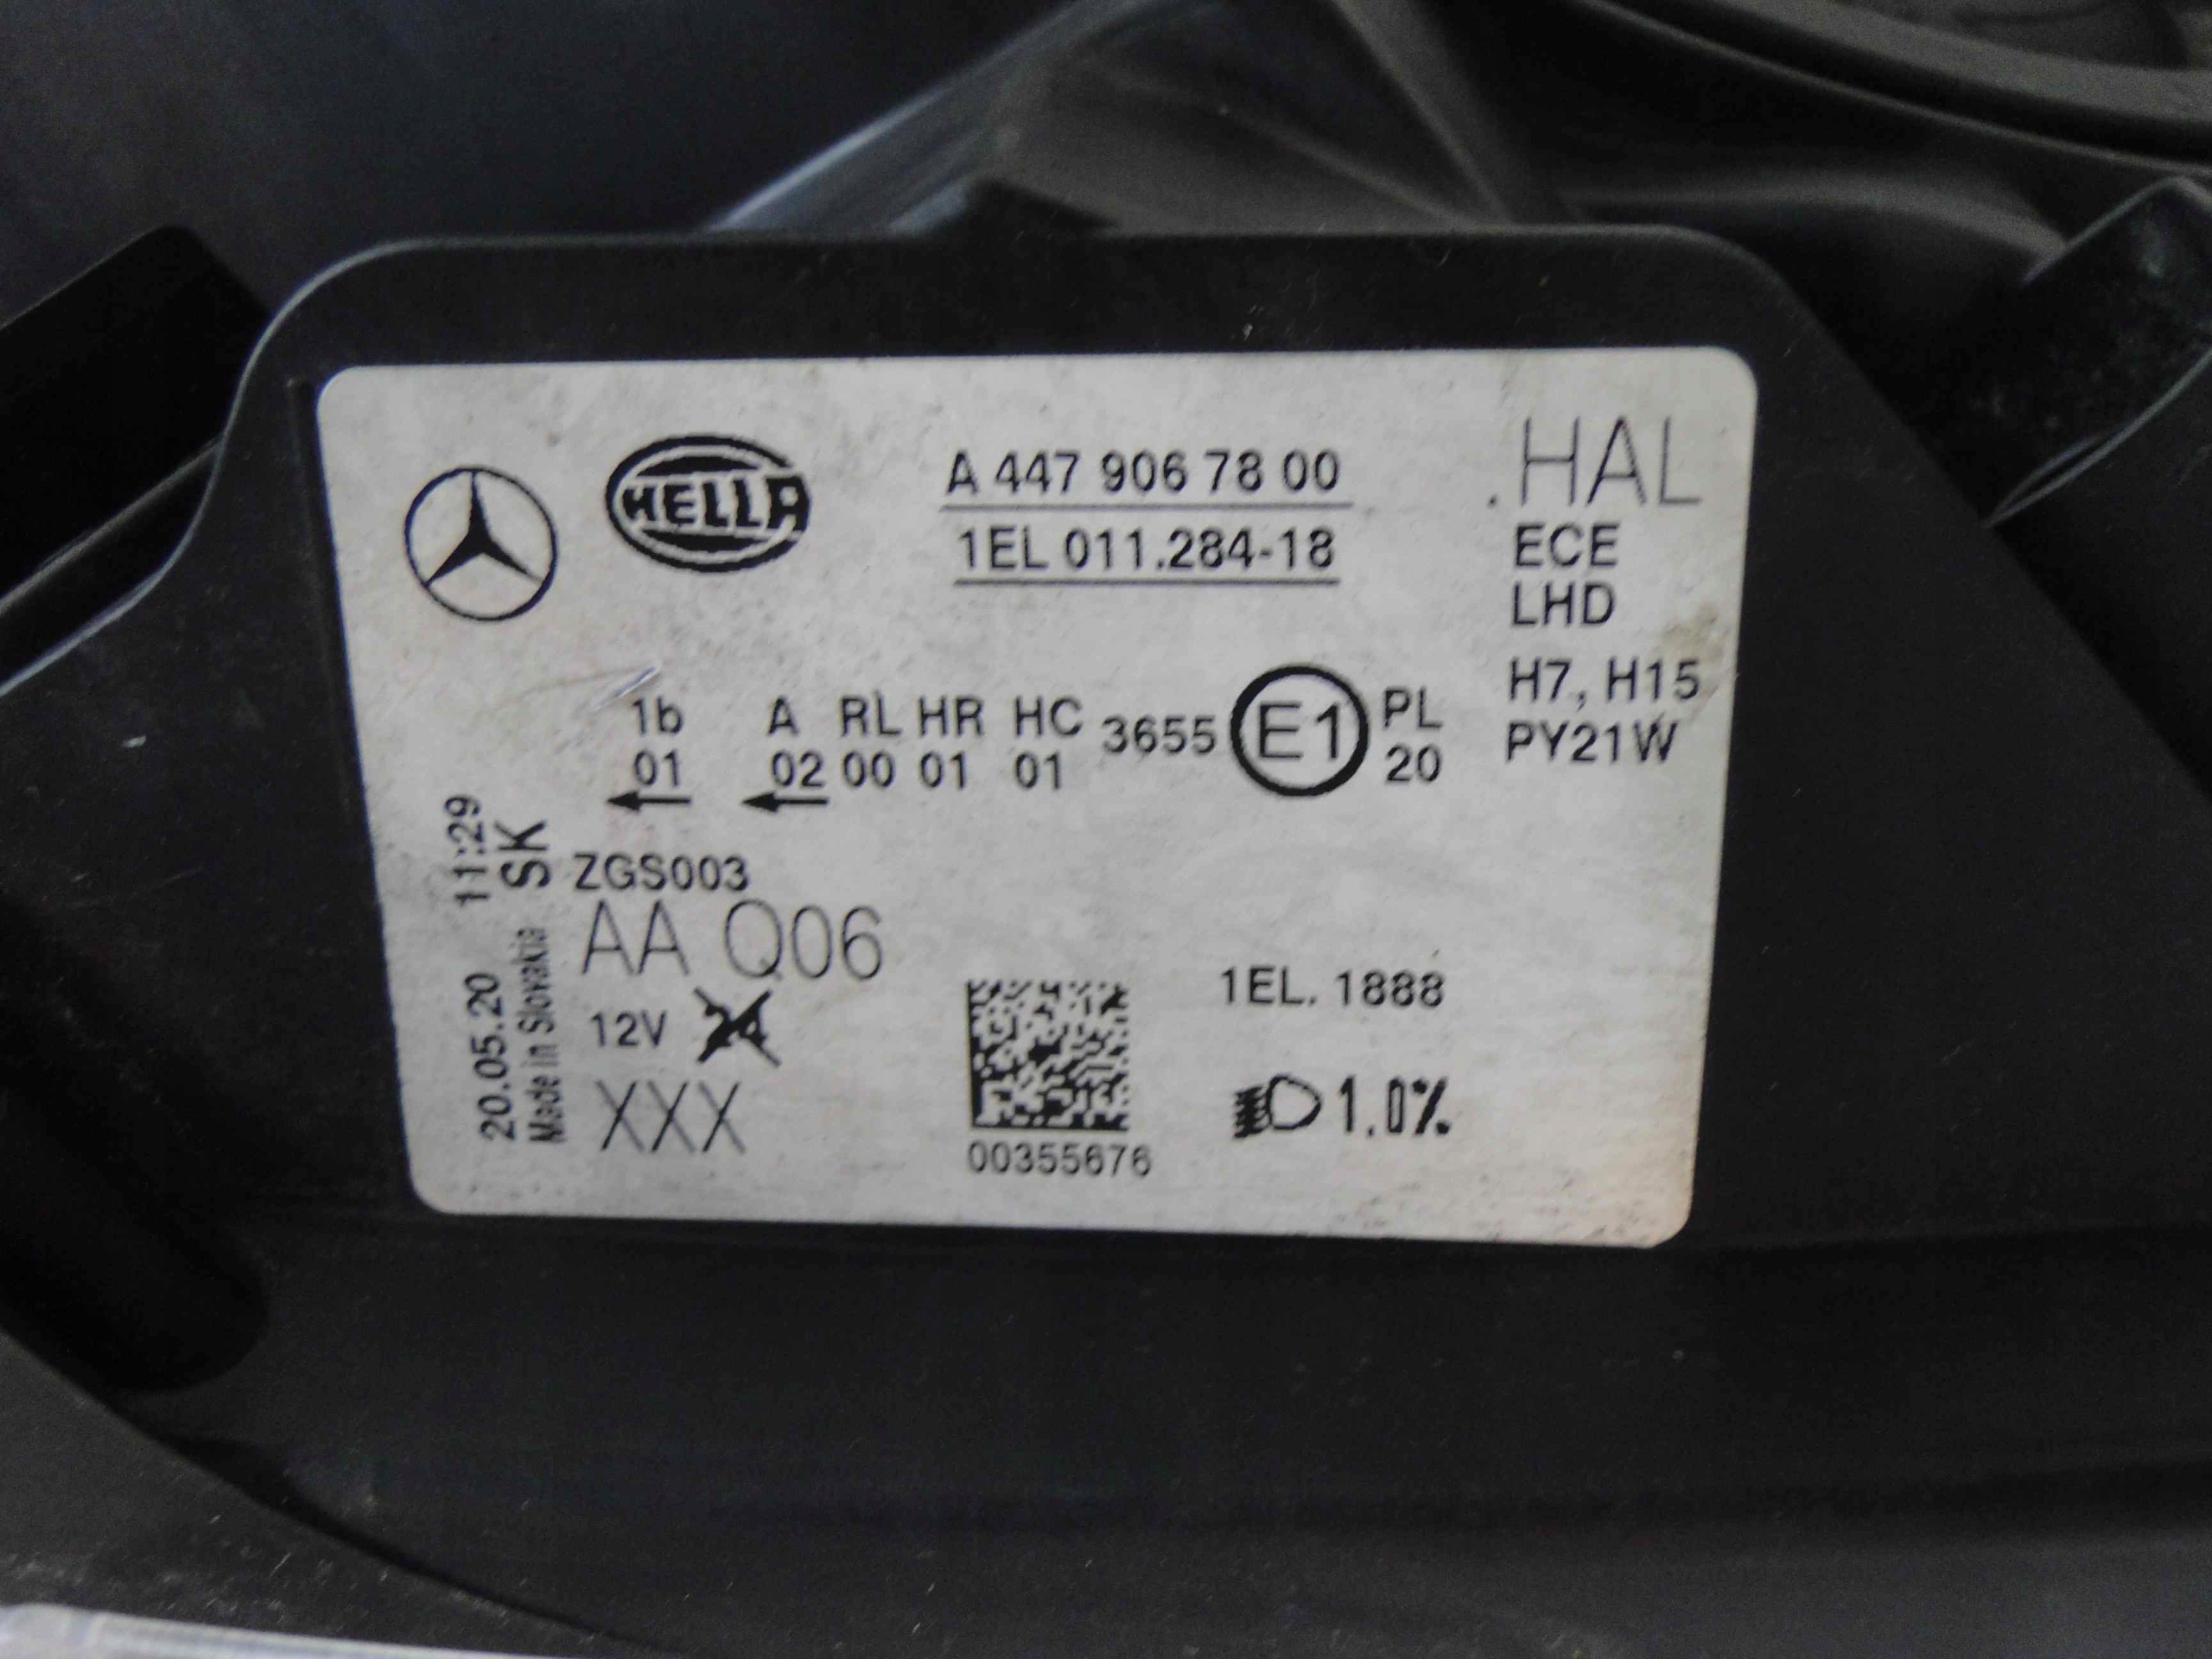 HELLA
A 447 906 78 00
1EL 011.284-18
.HAL
ECE
LHD
H7, H15
PY21W
1b A RL HR HC 3655 E1 PL
01 02 00 01 01 20
20.05.20 11:29
Made in Slovakia SK
ZGS003
AA Q06
12V
XXX
00355676
1EL. 1888
1.0%